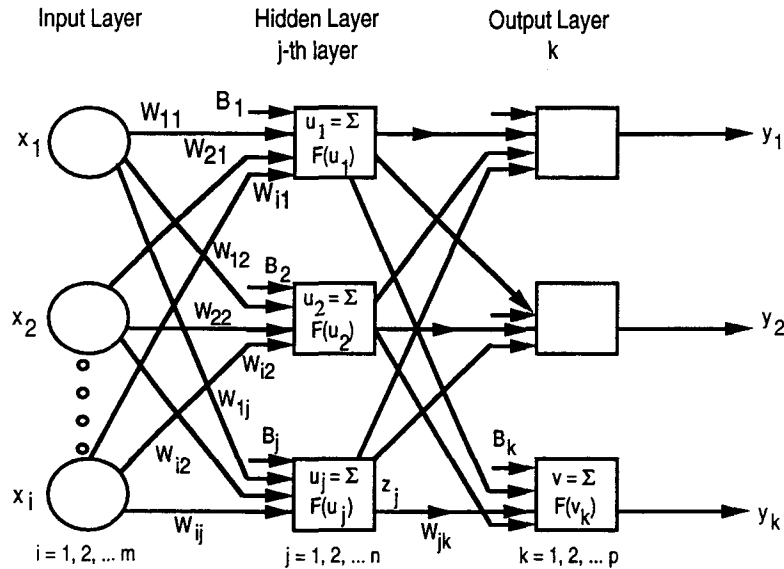 Input Layer
Hidden Layer
j-th layer
Output Layer
k
x1
W11
W21
Wi1
B1
u1 = Σ
F(u1)
y1
x2
W12
W22
Wi2
B2
u2 = Σ
F(u2)
y2
xi
W1j
Wi2
Wij
Bj
uj = Σ
F(uj)
zj
Wjk
Bk
v = Σ
F(vk)
yk
i = 1, 2, ... m
j = 1, 2, ... n
k = 1, 2, ... p